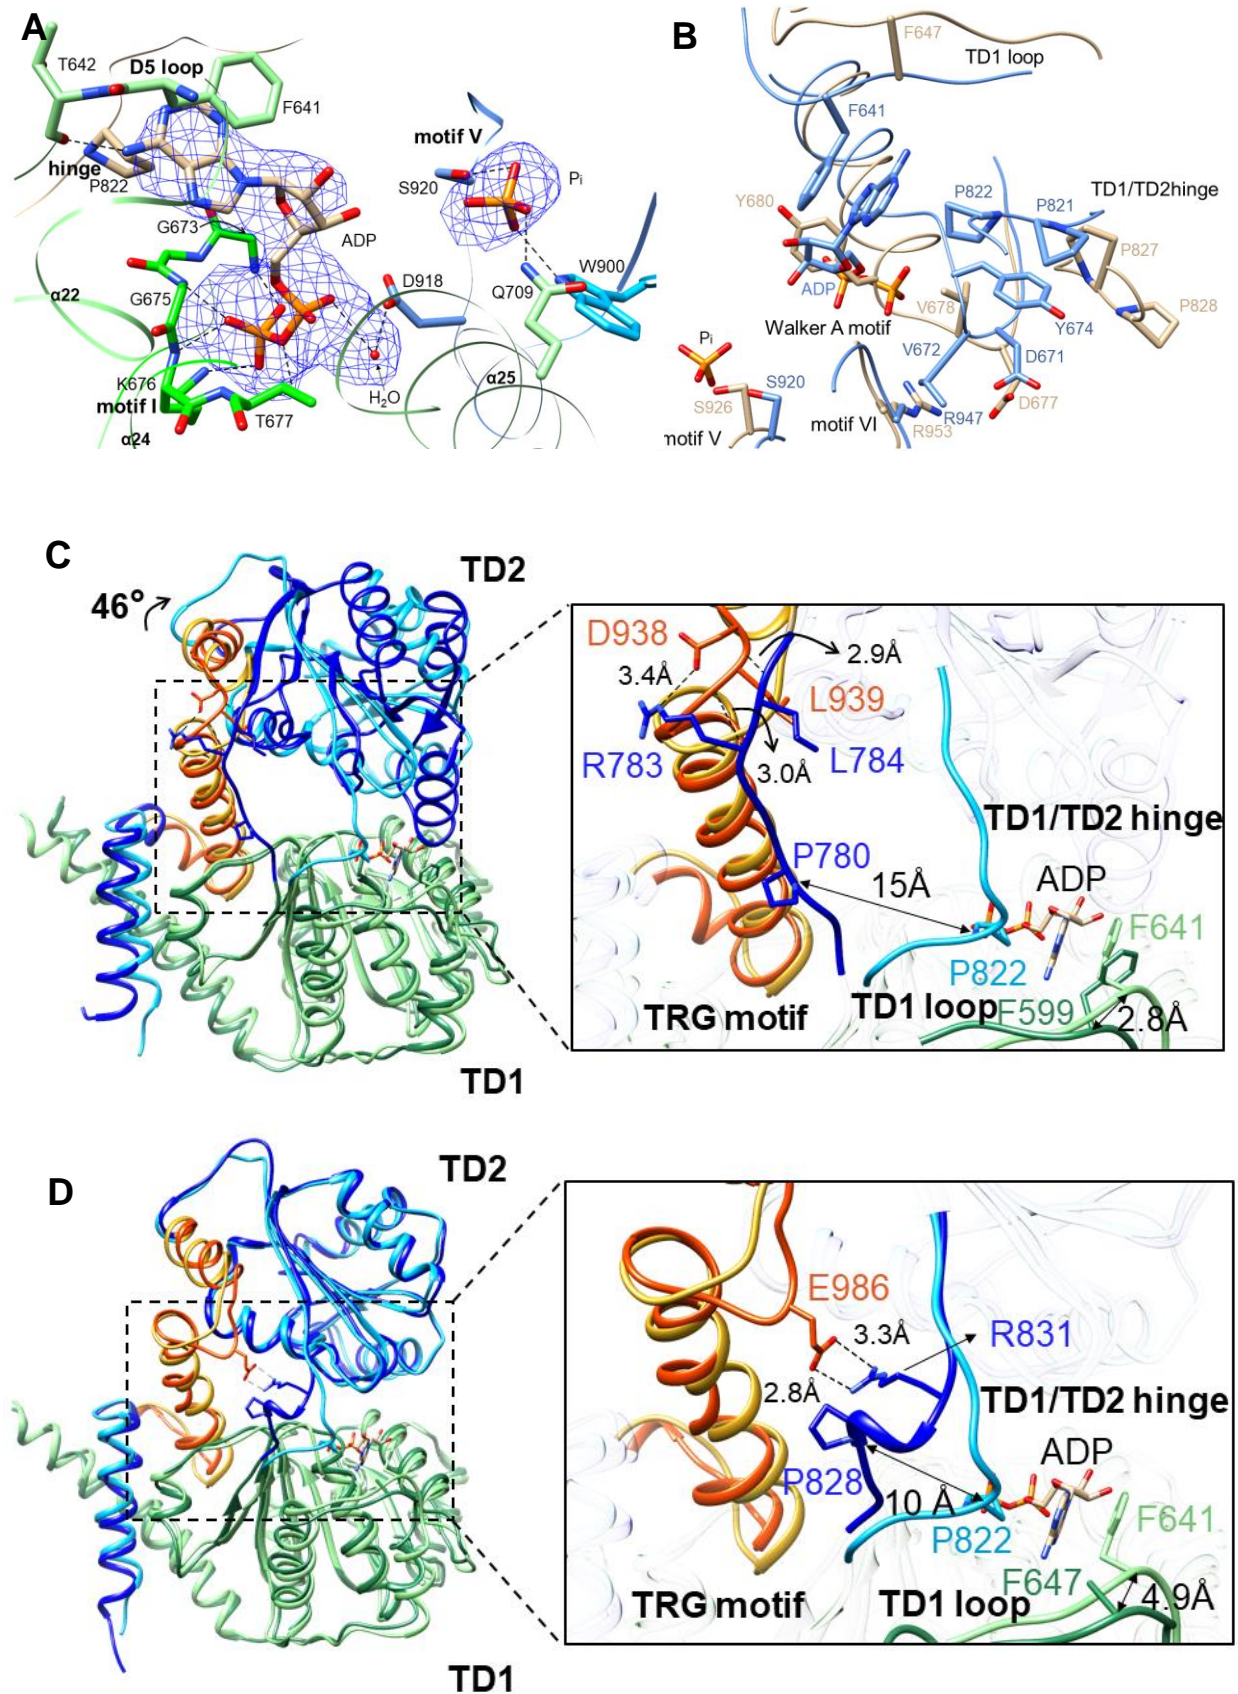 A
T642
D5 loop
F641
hinge
P822
G673
ADP
α22
G675
K676
motif I
α24
T677
H2O
D918
motif V
S920
Pi
Q709
W900
α25
B
F647
TD1 loop
F641
Y680
P822
P821
TD1/TD2hinge
P827
P828
ADP
V678
Y674
Walker A motif
Pi
V672
D671
S920
S926
D677
R947
motif VI
R953
motif V
C
TD2
46°
TD1
D938
2.9Å
3.4Å
L939
R783
3.0Å
L784
TD1/TD2 hinge
P780
15Å
ADP
F641
P822
TRG motif
TD1 loop
F599
2.8Å
D
TD2
TD1
E986
3.3Å
R831
2.8Å
TD1/TD2 hinge
P828
ADP
10 Å
P822
F641
F647
TRG motif
TD1 loop
4.9Å